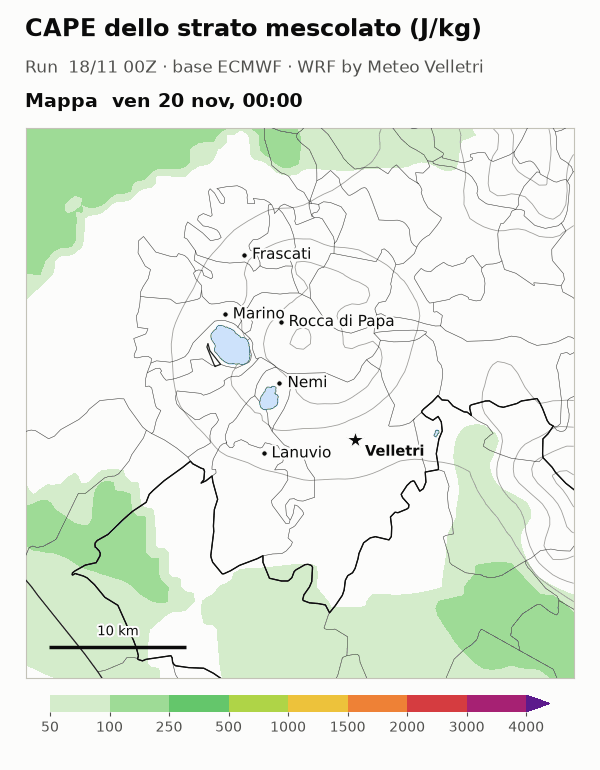 CAPE dello strato mescolato (J/kg)
Run  18/11 00Z · base ECMWF · WRF by Meteo Velletri
Mappa  ven 20 nov, 00:00
Frascati
Marino
Rocca di Papa
Nemi
Velletri
Lanuvio
10 km
50 100 250 500 1000 1500 2000 3000 4000